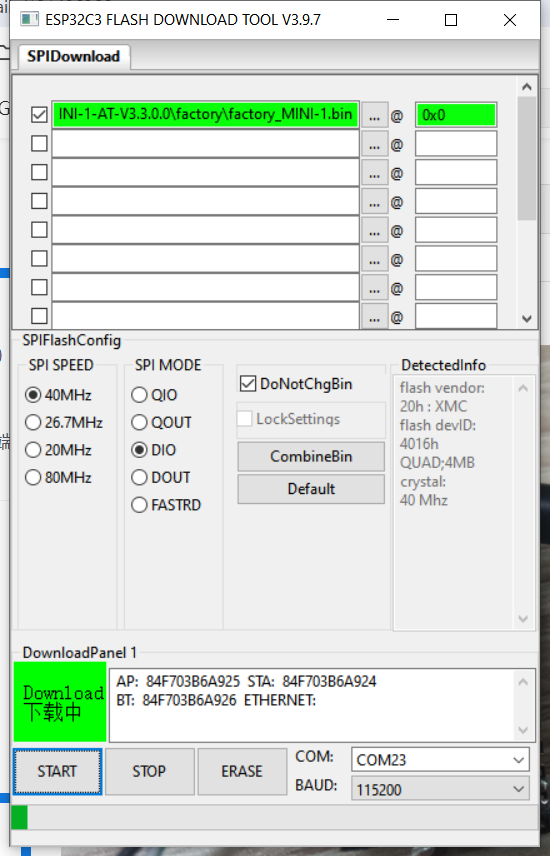 ESP32C3 FLASH DOWNLOAD TOOL V3.9.7
SPIDownload
INI-1-AT-V3.3.0.0\factory\factory_MINI-1.bin ... @ 0x0
... @
... @
... @
... @
... @
... @
... @
SPIFlashConfig
SPI SPEED
40MHz
26.7MHz
20MHz
80MHz
SPI MODE
QIO
QOUT
DIO
DOUT
FASTRD
DoNotChgBin
LockSettings
CombineBin
Default
DetectedInfo
flash vendor:
20h : XMC
flash devID:
4016h
QUAD;4MB
crystal:
40 Mhz
DownloadPanel 1
Download
下载中
AP: 84F703B6A925 STA: 84F703B6A924
BT: 84F703B6A926 ETHERNET:
START STOP ERASE
COM: COM23
BAUD: 115200
端